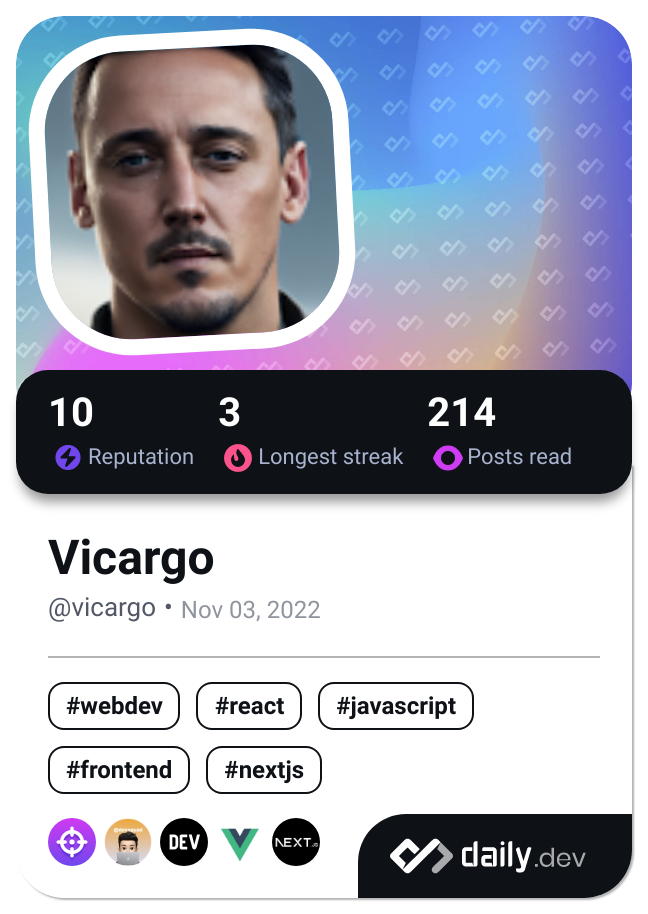 10 3 214
Reputation Longest streak Posts read
Vicargo
@vicargo • Nov 03, 2022
#webdev #react #javascript
#frontend #nextjs
DEV NEXT.JS
daily.dev